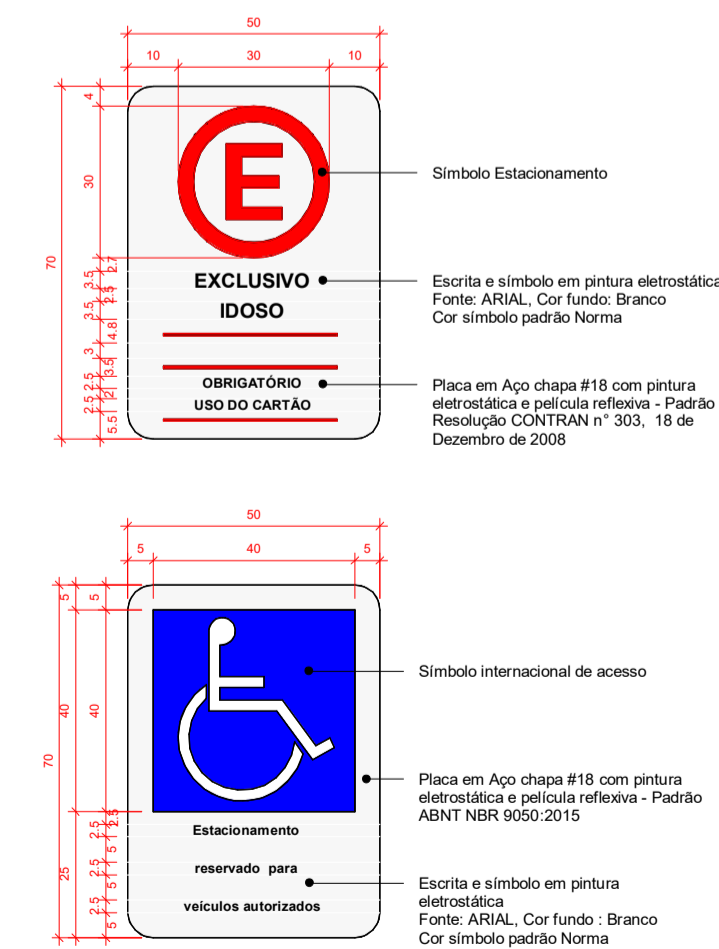 50
10 30 10
4
30
70
2.7
3.5
2.5
3.5
4.8
3
3.5
2.5
2
2.5
5.5
E
EXCLUSIVO
IDOSO
OBRIGATÓRIO
USO DO CARTÃO
Símbolo Estacionamento
Escrita e símbolo em pintura eletrostática
Fonte: ARIAL, Cor fundo: Branco
Cor símbolo padrão Norma
Placa em Aço chapa #18 com pintura
eletrostática e película reflexiva - Padrão
Resolução CONTRAN n° 303, 18 de
Dezembro de 2008
50
5 40 5
5 5
40 40
70
25
2.5
2.5
5
2.5
5
2.5
5
Estacionamento
reservado para
veículos autorizados
Símbolo internacional de acesso
Placa em Aço chapa #18 com pintura
eletrostática e película reflexiva - Padrão
ABNT NBR 9050:2015
Escrita e símbolo em pintura
eletrostática
Fonte: ARIAL, Cor fundo : Branco
Cor símbolo padrão Norma